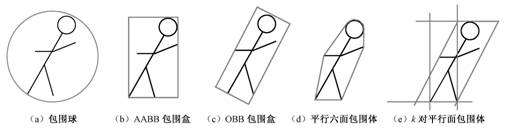 (a) 包围球
(b) AABB 包围盒
(c) OBB 包围盒
(d) 平行六面包围体
(e) k 对平行面包围体